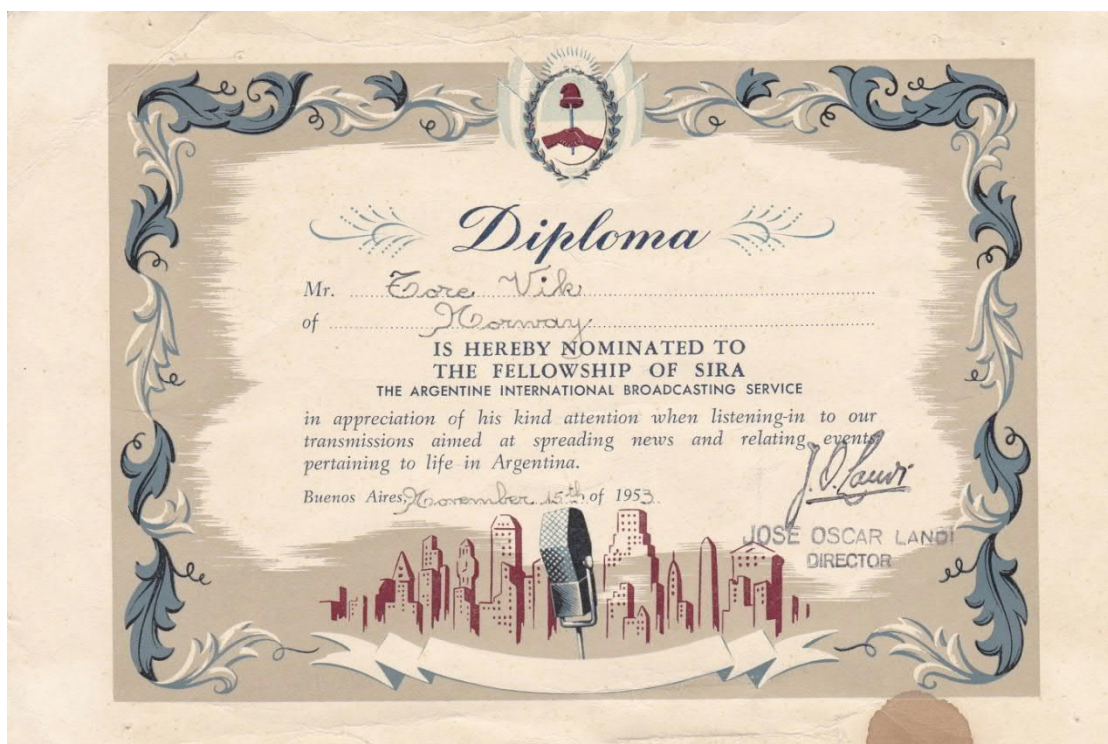 Diploma
Mr. Tore Vik
of Norway
IS HEREBY NOMINATED TO
THE FELLOWSHIP OF SIRA
THE ARGENTINE INTERNATIONAL BROADCASTING SERVICE
in appreciation of his kind attention when listening-in to our
transmissions aimed at spreading news and relating events
pertaining to life in Argentina.
Buenos Aires, November 15th of 1953.
J. O. Landi
JOSE OSCAR LANDI
DIRECTOR